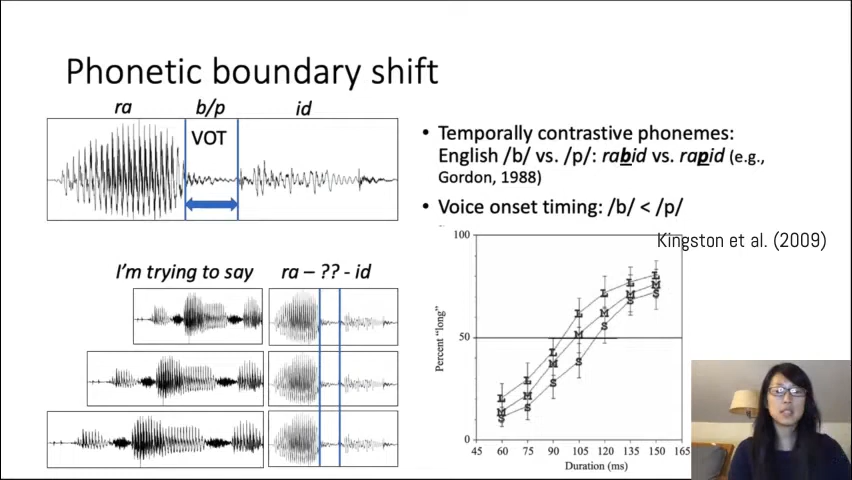 Phonetic boundary shift
ra b/p id
VOT
I'm trying to say ra – ?? - id
• Temporally contrastive phonemes:
English /b/ vs. /p/: rabid vs. rapid (e.g.,
Gordon, 1988)
• Voice onset timing: /b/ < /p/
Kingston et al. (2009)
100
50
0
Percent "long"
L L L L L L L
M M M M M M M
S S S S S S S
45 60 75 90 105 120 135 150 165
Duration (ms)